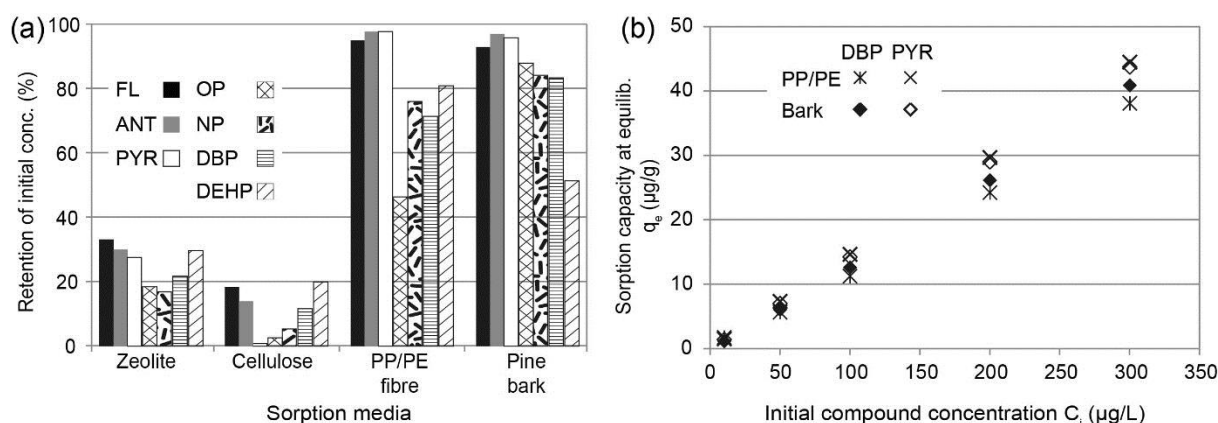 (a)
Retention of initial conc. (%)
100
80
60
40
20
0
FL OP
ANT NP
PYR DBP
DEHP
Zeolite Cellulose PP/PE fibre Pine bark
Sorption media
(b)
Sorption capacity at equilib.
qₑ (µg/g)
50
40
30
20
10
0
DBP PYR
PP/PE
Bark
0 50 100 150 200 250 300 350
Initial compound concentration Cᵢ (µg/L)